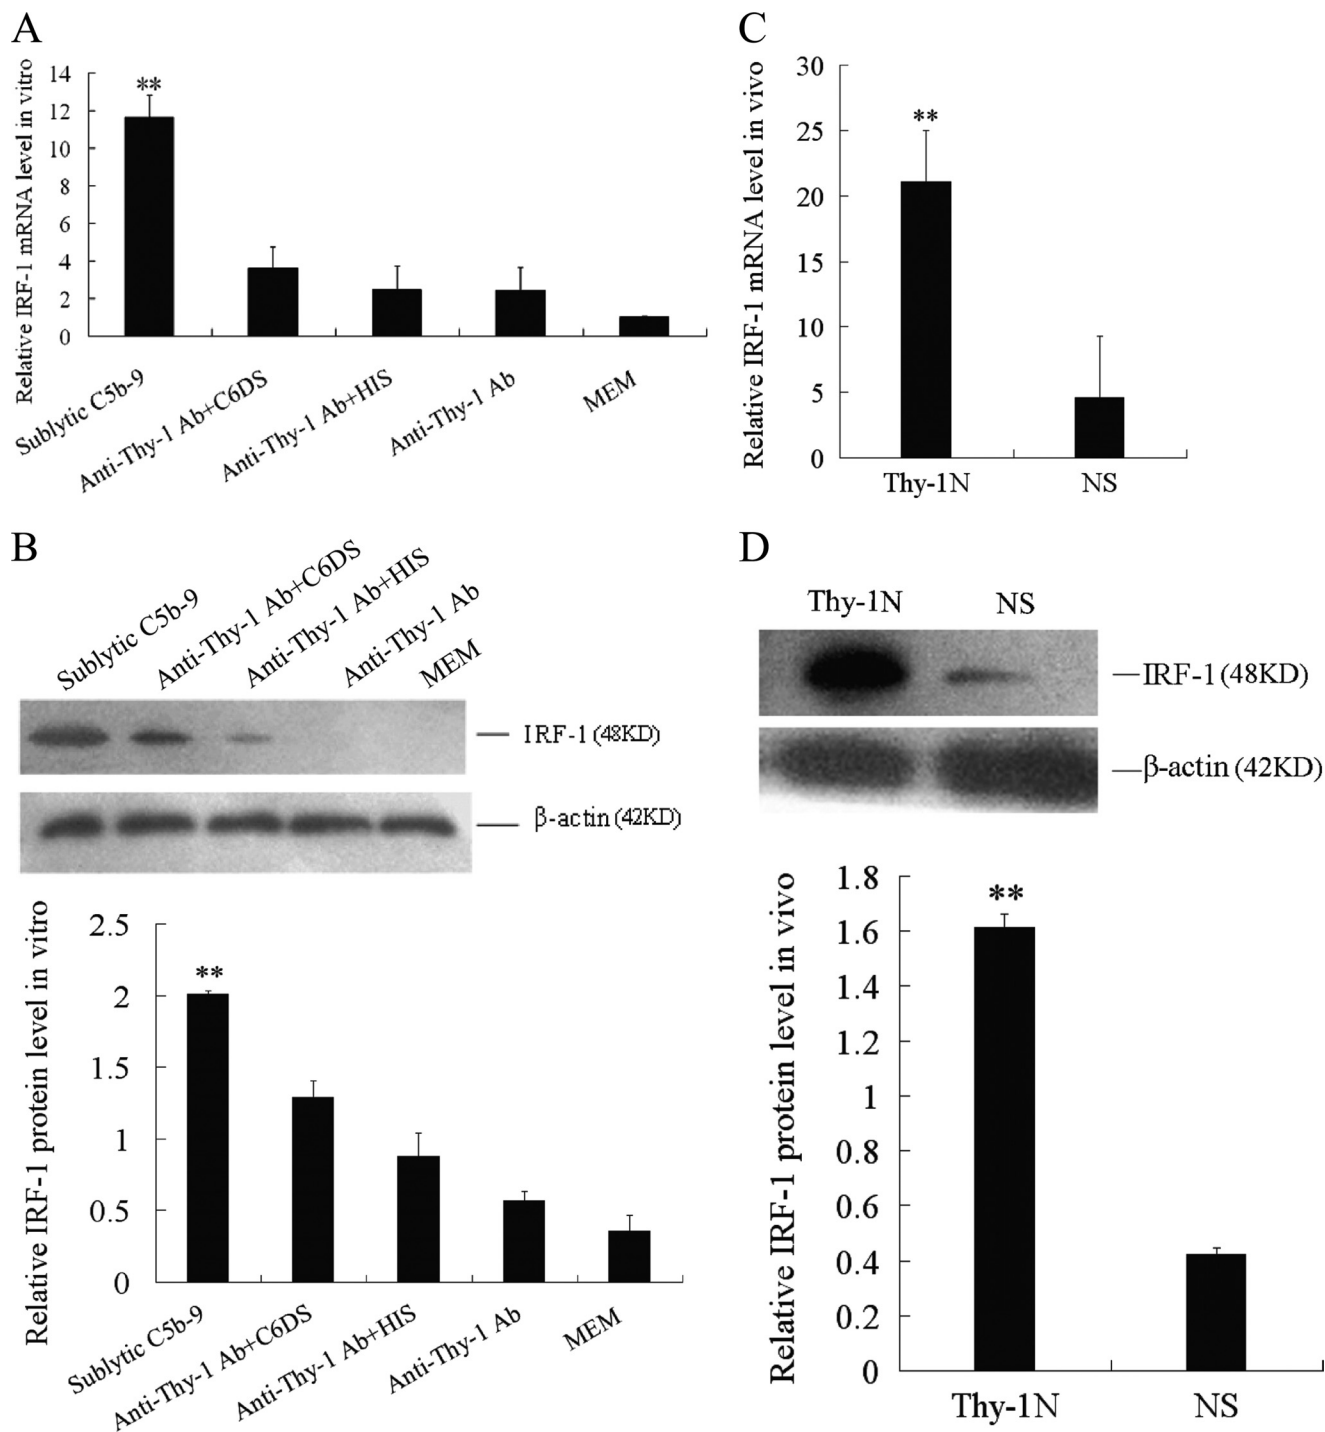 A
Relative IRF-1 mRNA level in vitro
14
12
10
8
6
4
2
0
**
Sublytic C5b-9
Anti-Thy-1 Ab+C6DS
Anti-Thy-1 Ab+HIS
Anti-Thy-1 Ab
MEM
C
Relative IRF-1 mRNA level in vivo
30
25
20
15
10
5
0
**
Thy-1N
NS
B
Sublytic C5b-9
Anti-Thy-1 Ab+C6DS
Anti-Thy-1 Ab+HIS
Anti-Thy-1 Ab
MEM
IRF-1 (48KD)
β-actin (42KD)
Relative IRF-1 protein level in vitro
2.5
2
1.5
1
0.5
0
**
Sublytic C5b-9
Anti-Thy-1 Ab+C6DS
Anti-Thy-1 Ab+HIS
Anti-Thy-1 Ab
MEM
D
Thy-1N
NS
IRF-1 (48KD)
β-actin (42KD)
Relative IRF-1 protein level in vivo
1.8
1.6
1.4
1.2
1
0.8
0.6
0.4
0.2
0
**
Thy-1N
NS